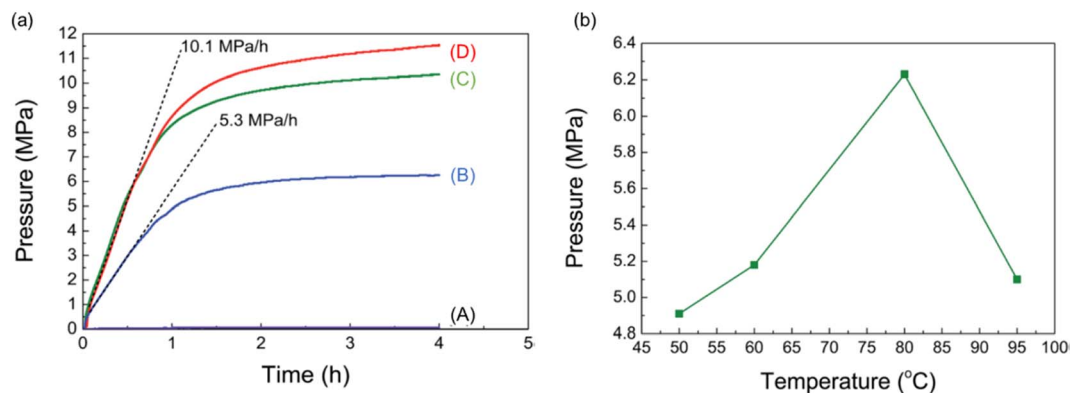 (a)
12
11
10
9
8
7
6
5
4
3
2
1
0
Pressure (MPa)
10.1 MPa/h
5.3 MPa/h
(D)
(C)
(B)
(A)
0 1 2 3 4 5
Time (h)
(b)
6.4
6.2
6.0
5.8
5.6
5.4
5.2
5.0
4.8
Pressure (MPa)
45 50 55 60 65 70 75 80 85 90 95 100
Temperature (°C)